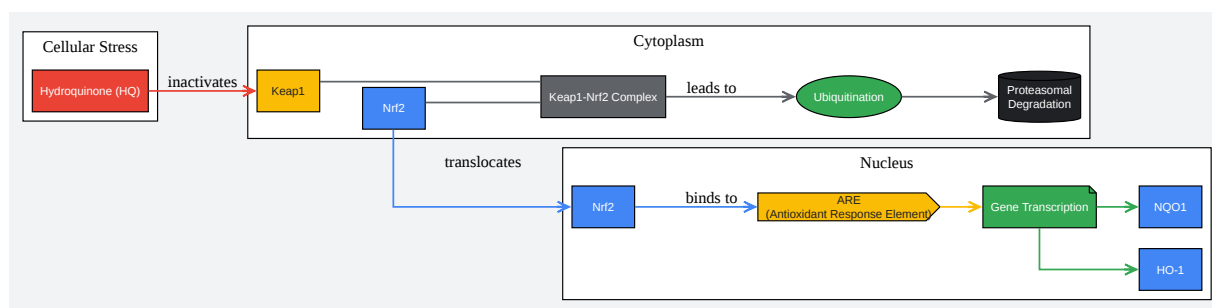 Cellular Stress
Hydroquinone (HQ)
inactivates
Cytoplasm
Keap1
Nrf2
Keap1-Nrf2 Complex
leads to
Ubiquitination
Proteasomal
Degradation
translocates
Nucleus
Nrf2
binds to
ARE
(Antioxidant Response Element)
Gene Transcription
NQO1
HO-1